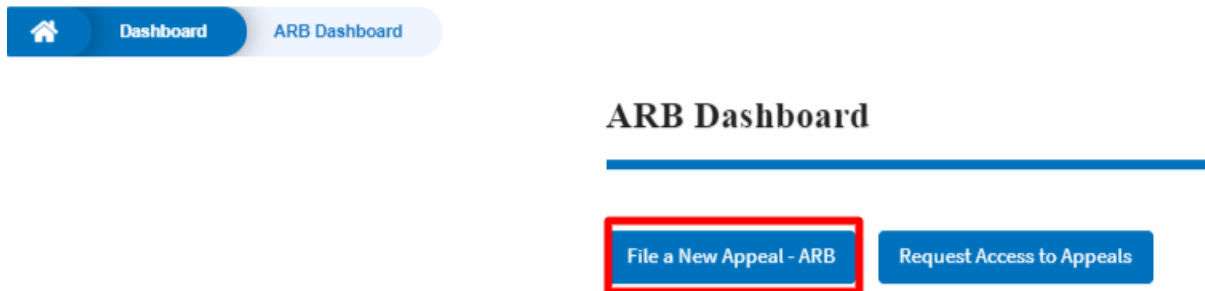 Dashboard ARB Dashboard
ARB Dashboard
File a New Appeal - ARB Request Access to Appeals